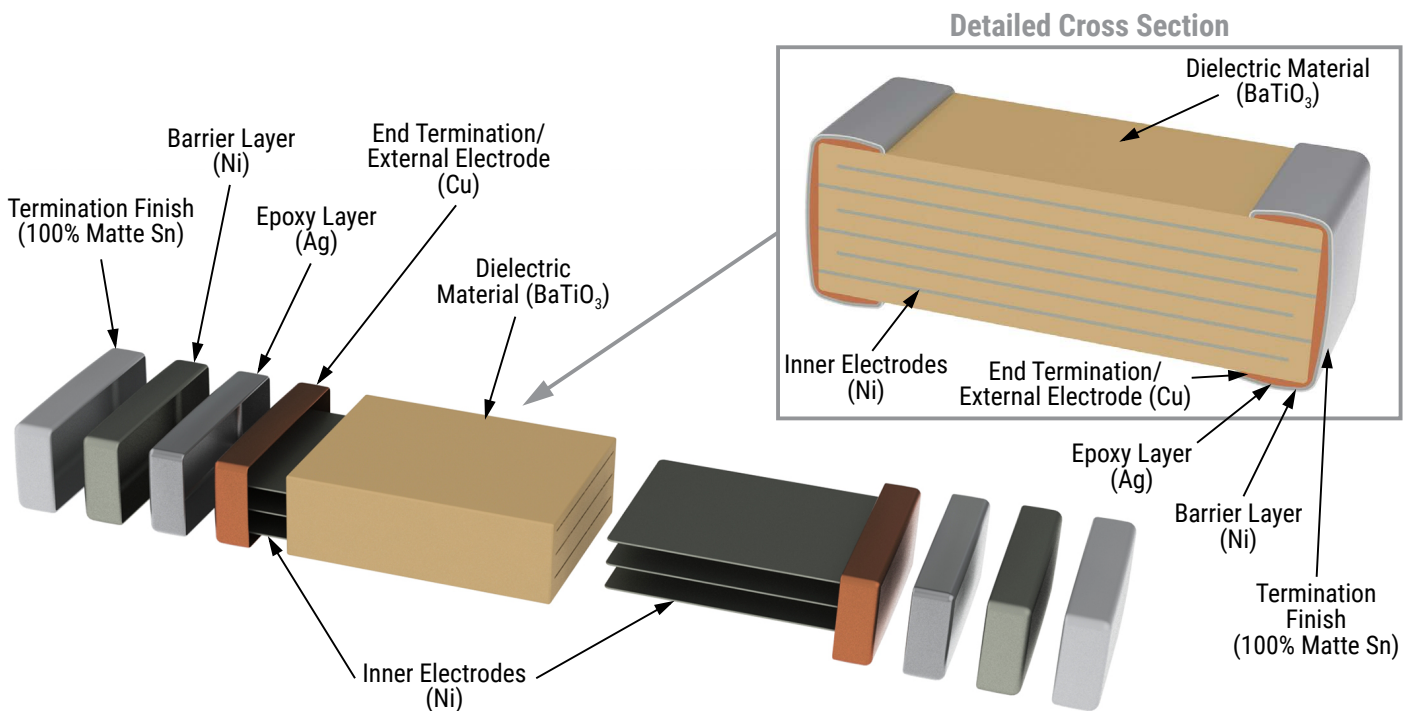 Detailed Cross Section
Dielectric Material
(BaTiO₃)
End Termination/
External Electrode
(Cu)
Barrier Layer
(Ni)
Termination Finish
(100% Matte Sn)
Epoxy Layer
(Ag)
Dielectric
Material (BaTiO₃)
Inner Electrodes
(Ni)
End Termination/
External Electrode (Cu)
Epoxy Layer
(Ag)
Barrier Layer
(Ni)
Termination
Finish
(100% Matte Sn)
Inner Electrodes
(Ni)